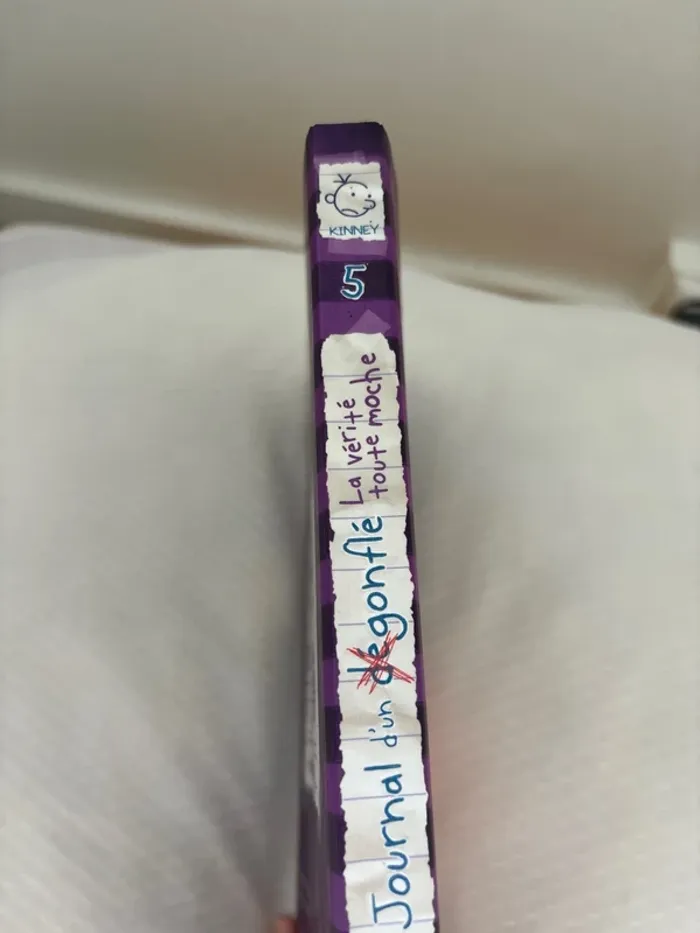 KINNEY
5
La vérité
toute moche
Journal d'un dégonflé